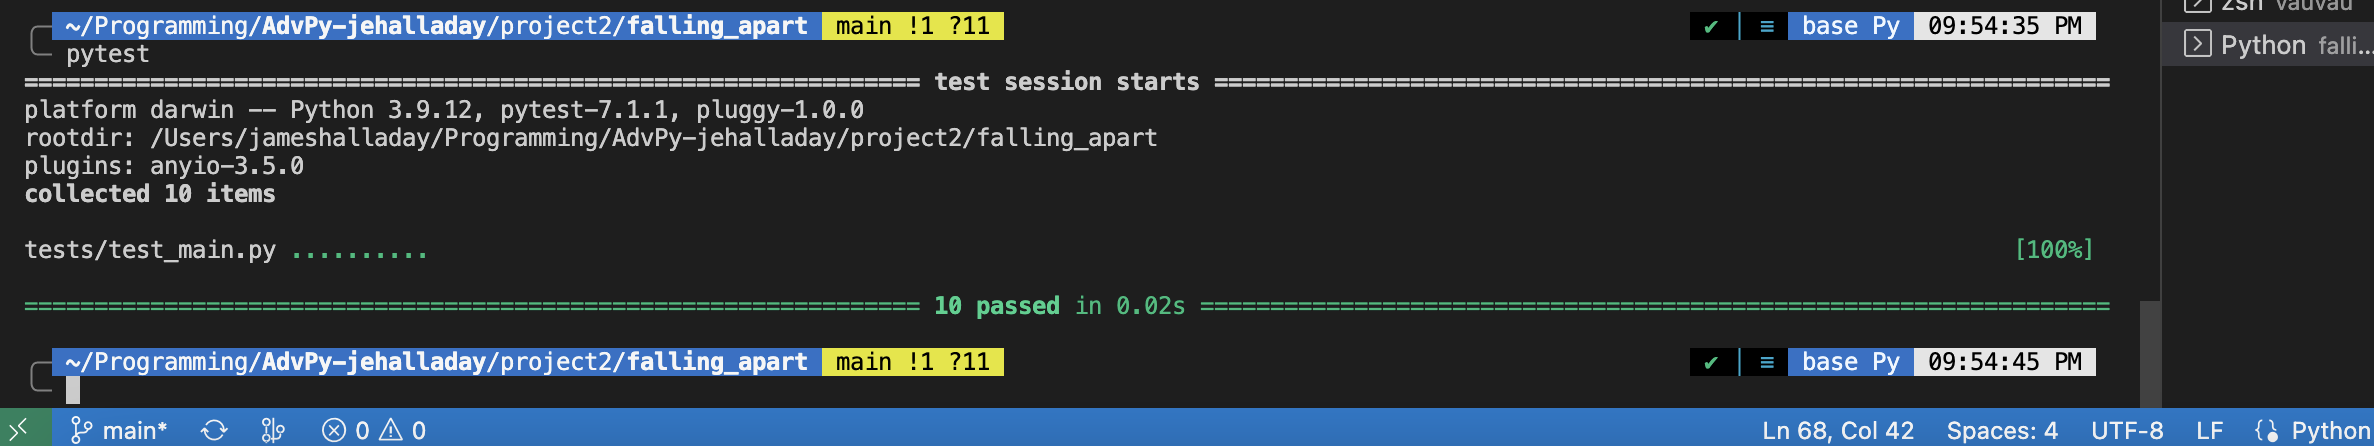 ~/Programming/AdvPy-jehalladay/project2/falling_apart main !1 ?11 ✔ ≡ base Py 09:54:35 PM
pytest
============================= test session starts =============================
platform darwin -- Python 3.9.12, pytest-7.1.1, pluggy-1.0.0
rootdir: /Users/jameshalladay/Programming/AdvPy-jehalladay/project2/falling_apart
plugins: anyio-3.5.0
collected 10 items
tests/test_main.py .......... [100%]
============================= 10 passed in 0.02s =============================
~/Programming/AdvPy-jehalladay/project2/falling_apart main !1 ?11 ✔ ≡ base Py 09:54:45 PM
zsh vauvau
Python falli...
main* 0 0 Ln 68, Col 42 Spaces: 4 UTF-8 LF Python